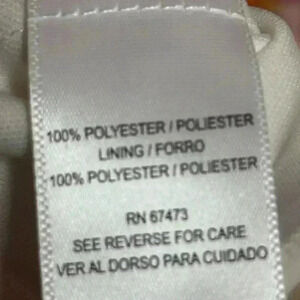 100% POLYESTER / POLIESTER
LINING / FORRO
100% POLYESTER / POLIESTER
RN 67473
SEE REVERSE FOR CARE
VER AL DORSO PARA CUIDADO